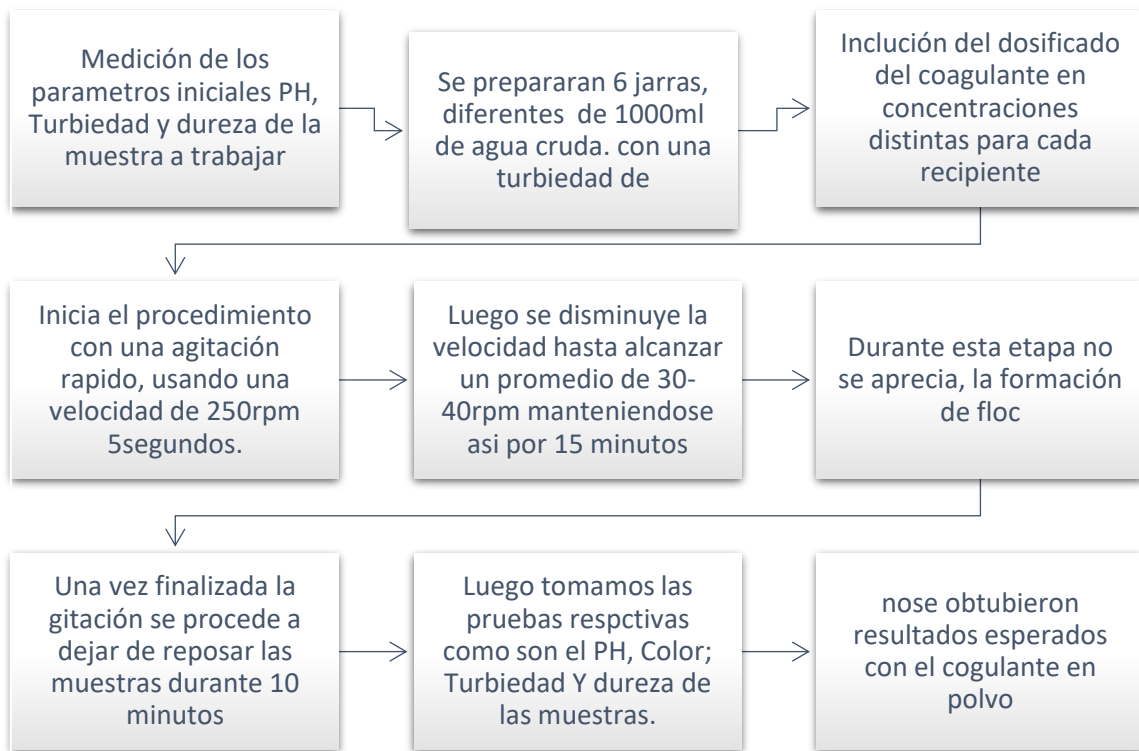 Medición de los
parametros iniciales PH,
Turbiedad y dureza de la
muestra a trabajar
Se prepararan 6 jarras,
diferentes de 1000ml
de agua cruda. con una
turbiedad de
Inclución del dosificado
del coagulante en
concentraciones
distintas para cada
recipiente
Inicia el procedimiento
con una agitación
rapido, usando una
velocidad de 250rpm
5segundos.
Luego se disminuye la
velocidad hasta alcanzar
un promedio de 30-
40rpm manteniendose
asi por 15 minutos
Durante esta etapa no
se aprecia, la formación
de floc
Una vez finalizada la
gitación se procede a
dejar de reposar las
muestras durante 10
minutos
Luego tomamos las
pruebas respctivas
como son el PH, Color;
Turbiedad Y dureza de
las muestras.
nose obtubieron
resultados esperados
con el cogulante en
polvo